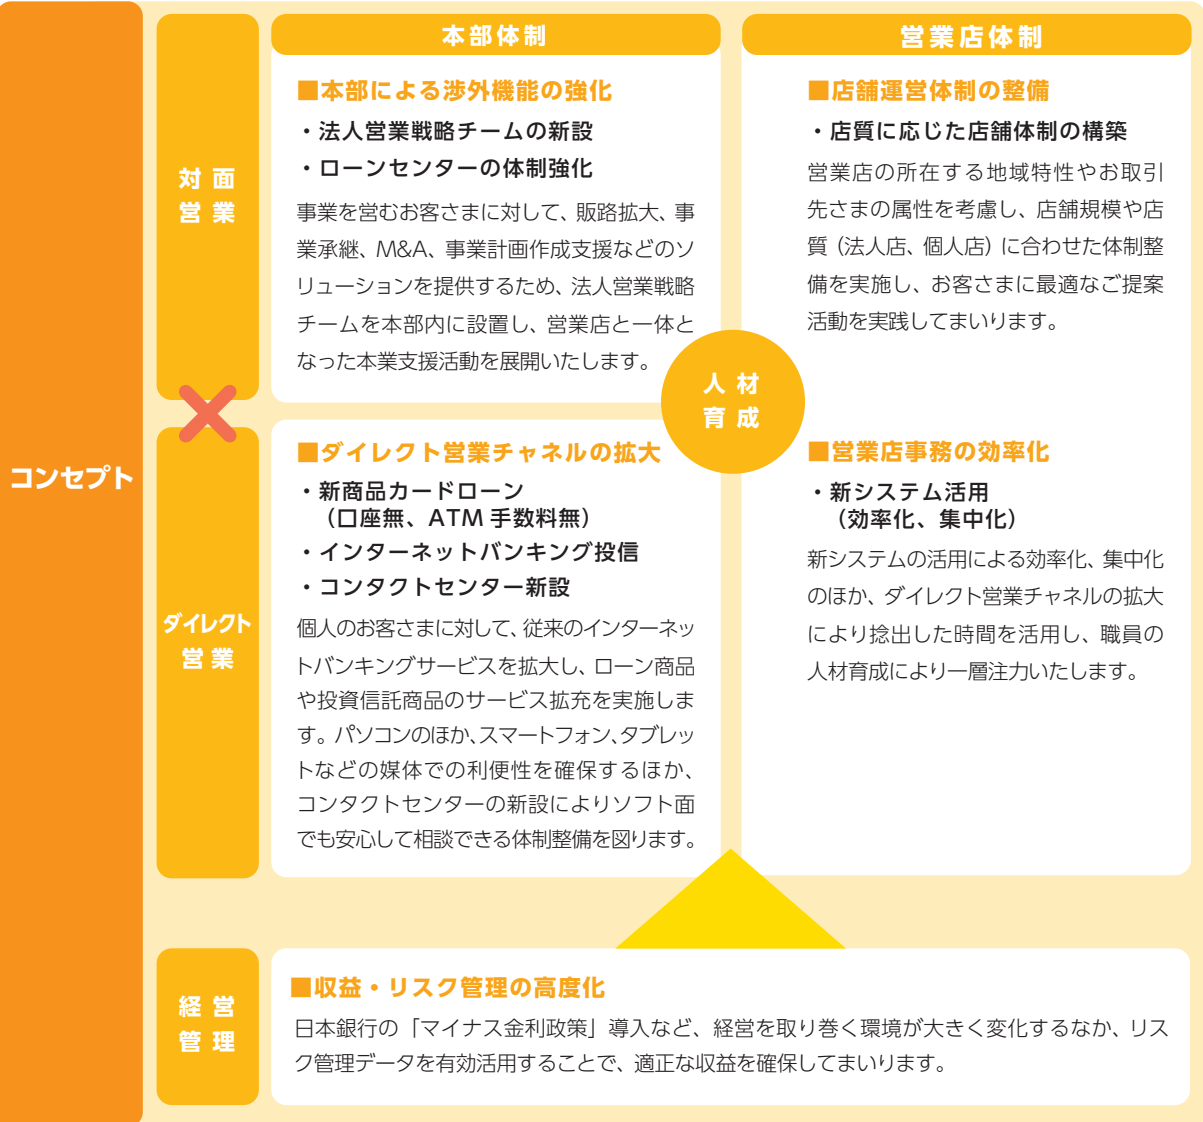 コンセプト
対面
営業
本部体制
■本部による渉外機能の強化
・法人営業戦略チームの新設
・ローンセンターの体制強化
事業を営むお客さまに対して、販路拡大、事
業承継、M&A、事業計画作成支援などのソ
リューションを提供するため、法人営業戦略
チームを本部内に設置し、営業店と一体と
なった本業支援活動を展開いたします。
営業店体制
■店舗運営体制の整備
・店質に応じた店舗体制の構築
営業店の所在する地域特性やお取引
先さまの属性を考慮し、店舗規模や店
質（法人店、個人店）に合わせた体制整
備を実施し、お客さまに最適なご提案
活動を実践してまいります。
人材
育成
ダイレクト
営業
■ダイレクト営業チャネルの拡大
・新商品カードローン
（口座無、ATM 手数料無）
・インターネットバンキング投信
・コンタクトセンター新設
個人のお客さまに対して、従来のインターネッ
トバンキングサービスを拡大し、ローン商品
や投資信託商品のサービス拡充を実施しま
す。パソコンのほか、スマートフォン、タブレッ
トなどの媒体での利便性を確保するほか、
コンタクトセンターの新設によりソフト面
でも安心して相談できる体制整備を図ります。
■営業店事務の効率化
・新システム活用
（効率化、集中化）
新システムの活用による効率化、集中化
のほか、ダイレクト営業チャネルの拡大
により捻出した時間を活用し、職員の
人材育成により一層注力いたします。
経営
管理
■収益・リスク管理の高度化
日本銀行の「マイナス金利政策」導入など、経営を取り巻く環境が大きく変化するなか、リス
ク管理データを有効活用することで、適正な収益を確保してまいります。